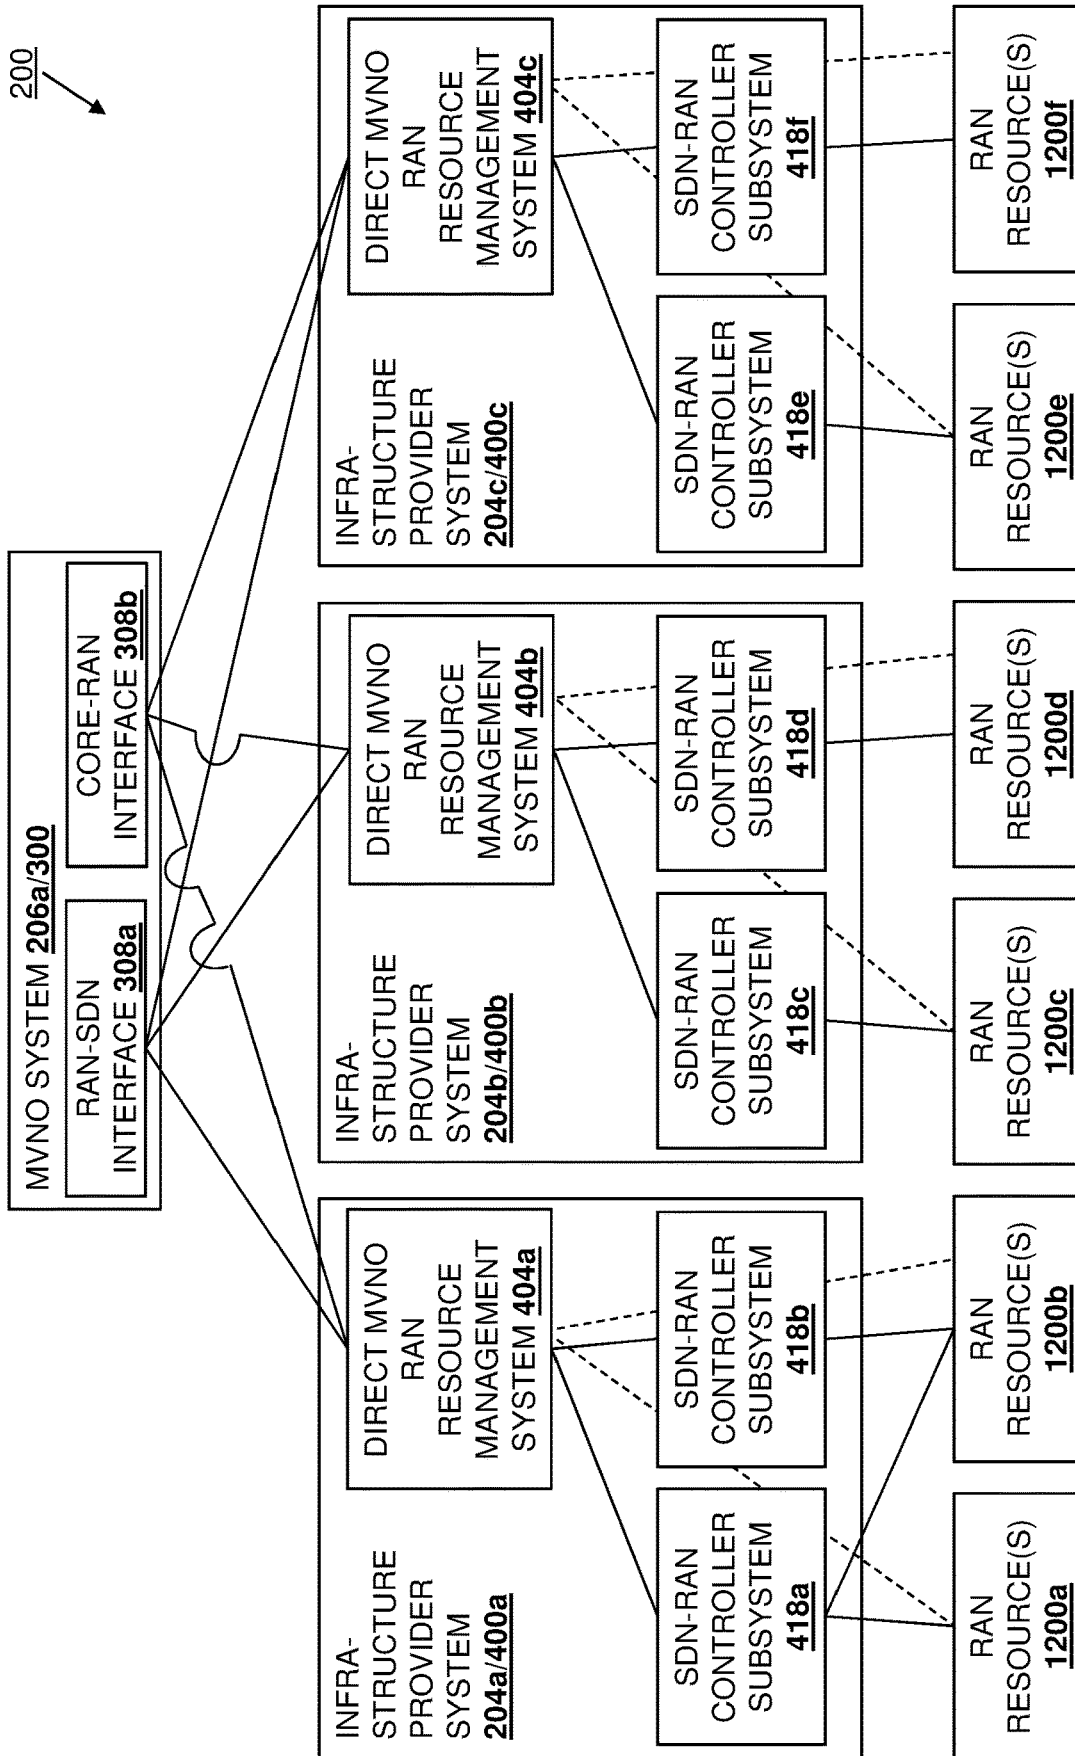 200
MVNO SYSTEM 206a/300
RAN-SDN
INTERFACE 308a
CORE-RAN
INTERFACE 308b
INFRA-
STRUCTURE
PROVIDER
SYSTEM
204a/400a
DIRECT MVNO
RAN
RESOURCE
MANAGEMENT
SYSTEM 404a
SDN-RAN
CONTROLLER
SUBSYSTEM
418a
SDN-RAN
CONTROLLER
SUBSYSTEM
418b
RAN
RESOURCE(S)
1200a
RAN
RESOURCE(S)
1200b
INFRA-
STRUCTURE
PROVIDER
SYSTEM
204b/400b
DIRECT MVNO
RAN
RESOURCE
MANAGEMENT
SYSTEM 404b
SDN-RAN
CONTROLLER
SUBSYSTEM
418c
SDN-RAN
CONTROLLER
SUBSYSTEM
418d
RAN
RESOURCE(S)
1200c
RAN
RESOURCE(S)
1200d
INFRA-
STRUCTURE
PROVIDER
SYSTEM
204c/400c
DIRECT MVNO
RAN
RESOURCE
MANAGEMENT
SYSTEM 404c
SDN-RAN
CONTROLLER
SUBSYSTEM
418e
SDN-RAN
CONTROLLER
SUBSYSTEM
418f
RAN
RESOURCE(S)
1200e
RAN
RESOURCE(S)
1200f